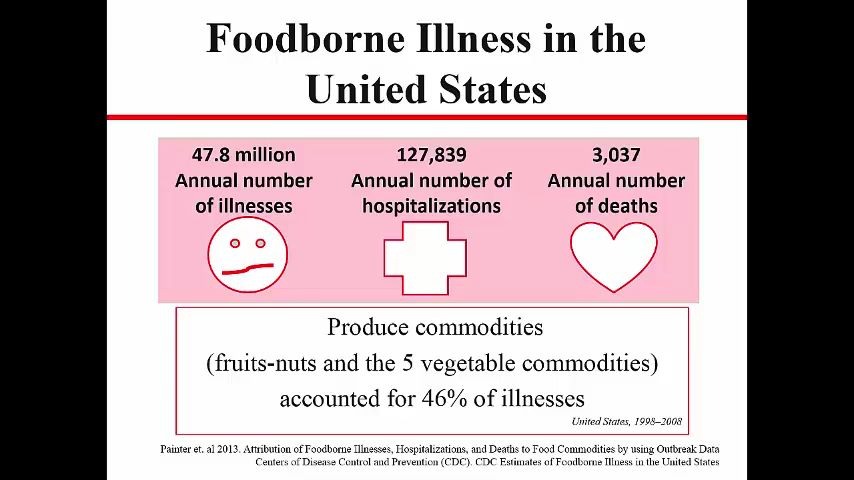 Foodborne Illness in the
United States
47.8 million
Annual number
of illnesses
127,839
Annual number of
hospitalizations
3,037
Annual number
of deaths
Produce commodities
(fruits-nuts and the 5 vegetable commodities)
accounted for 46% of illnesses
United States, 1998–2008
Painter et. al 2013. Attribution of Foodborne Illnesses, Hospitalizations, and Deaths to Food Commodities by using Outbreak Data
Centers of Disease Control and Prevention (CDC). CDC Estimates of Foodborne Illness in the United States